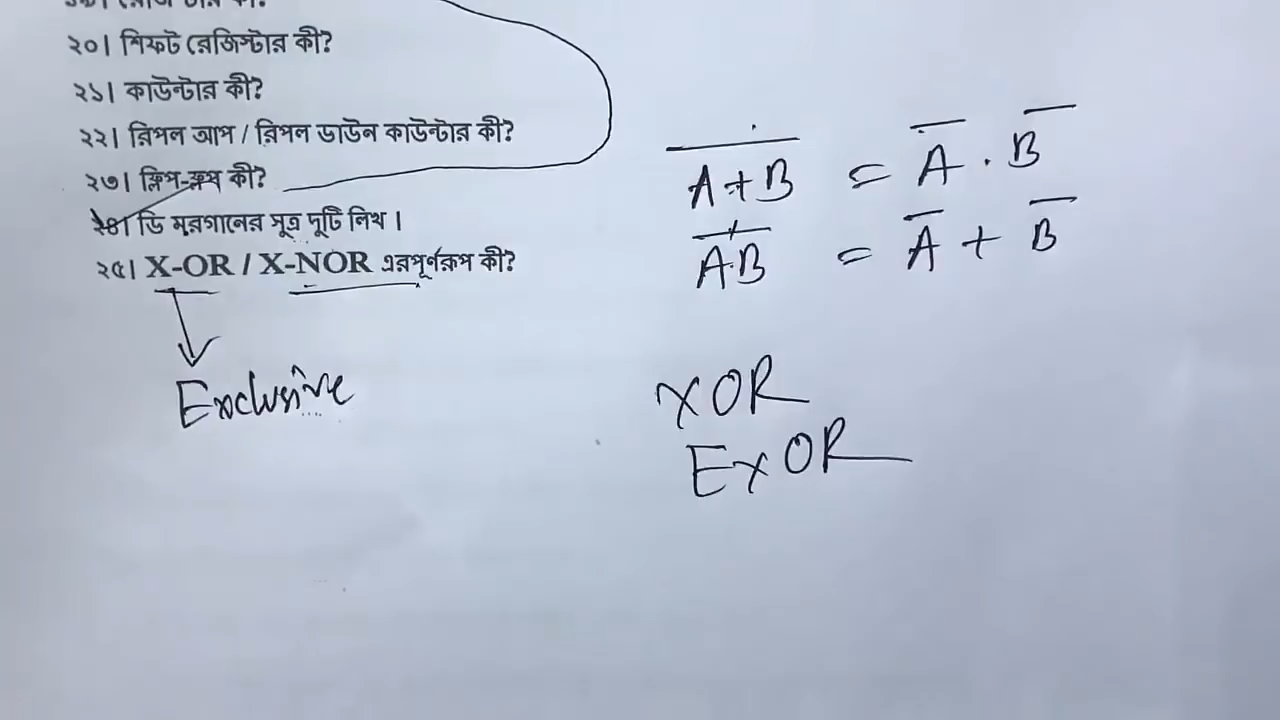 ২০। শিফট রেজিস্টার কী?
২১। কাউন্টার কী?
২২। রিপল আপ / রিপল ডাউন কাউন্টার কী?
২৩। ফ্লিপ-ফ্লপ কী?
২৪। ডি মরগানের সূত্র দুটি লিখ।
২৫। X-OR / X-NOR এরপূর্ণরূপ কী?
Exclusive
A̅+̅B̅ = A̅ . B̅
A̅.̅B̅ = A̅ + B̅
XOR
ExOR